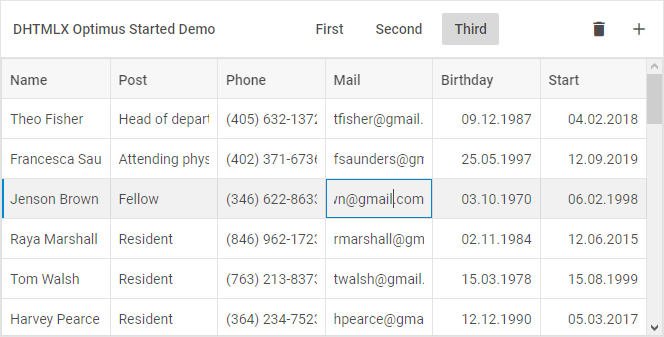 DHTMLX Optimus Started Demo First Second Third
Name Post Phone Mail Birthday Start
Theo Fisher Head of depart (405) 632-1372 tfisher@gmail. 09.12.1987 04.02.2018
Francesca Sau Attending phys (402) 371-6736 fsaunders@gm 25.05.1997 12.09.2019
Jenson Brown Fellow (346) 622-8633 vn@gmail.com 03.10.1970 06.02.1998
Raya Marshall Resident (846) 962-1723 rmarshall@gm 02.11.1984 12.06.2015
Tom Walsh Resident (763) 213-8373 twalsh@gmail. 15.03.1978 15.08.1999
Harvey Pearce Resident (364) 234-7523 hpearce@gma 12.12.1990 05.03.2017